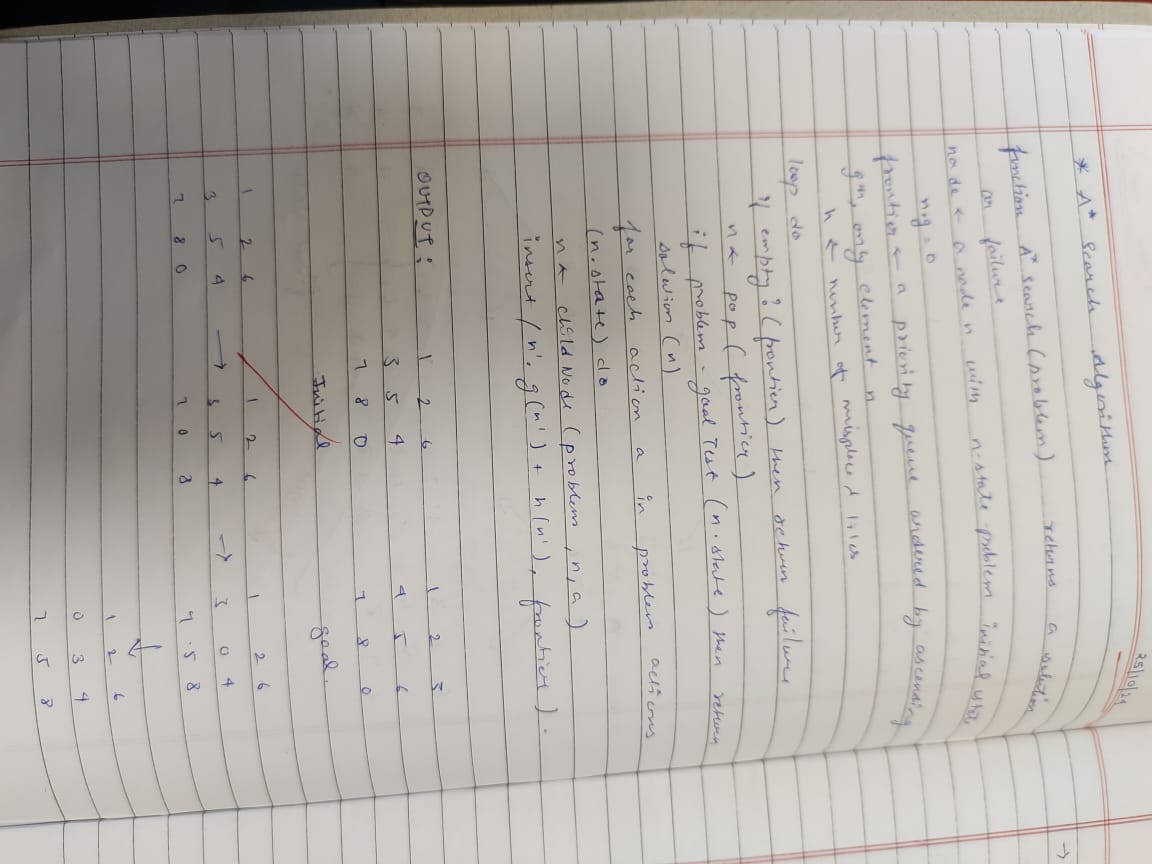 25/10/24
* A* search Algorithm
function A* search (problem) returns a solution
or failure
node ← a node n with n.state = problem initial state
n.g = 0
frontier ← a priority queue ordered by ascending
g+h, only element n
h ← number of misplaced tiles
loop do
if empty? (frontier) then return failure
n ← pop (frontier)
if problem - goal Test (n.state) then return
solution (n)
for each action a in problem actions
(n.state) do
n ← child Node (problem, n, a)
insert (n', g(n') + h(n'), frontier).
OUTPUT: 1 2 6 1 2 3
3 5 4 4 5 6
7 8 0 7 8 0
Initial goal.
1 2 6 1 2 6 1 2 6
3 5 4 → 3 5 4 → 3 0 4
7 8 0 7 0 8 7 5 8
↓
1 2 6
0 3 4
7 5 8
→